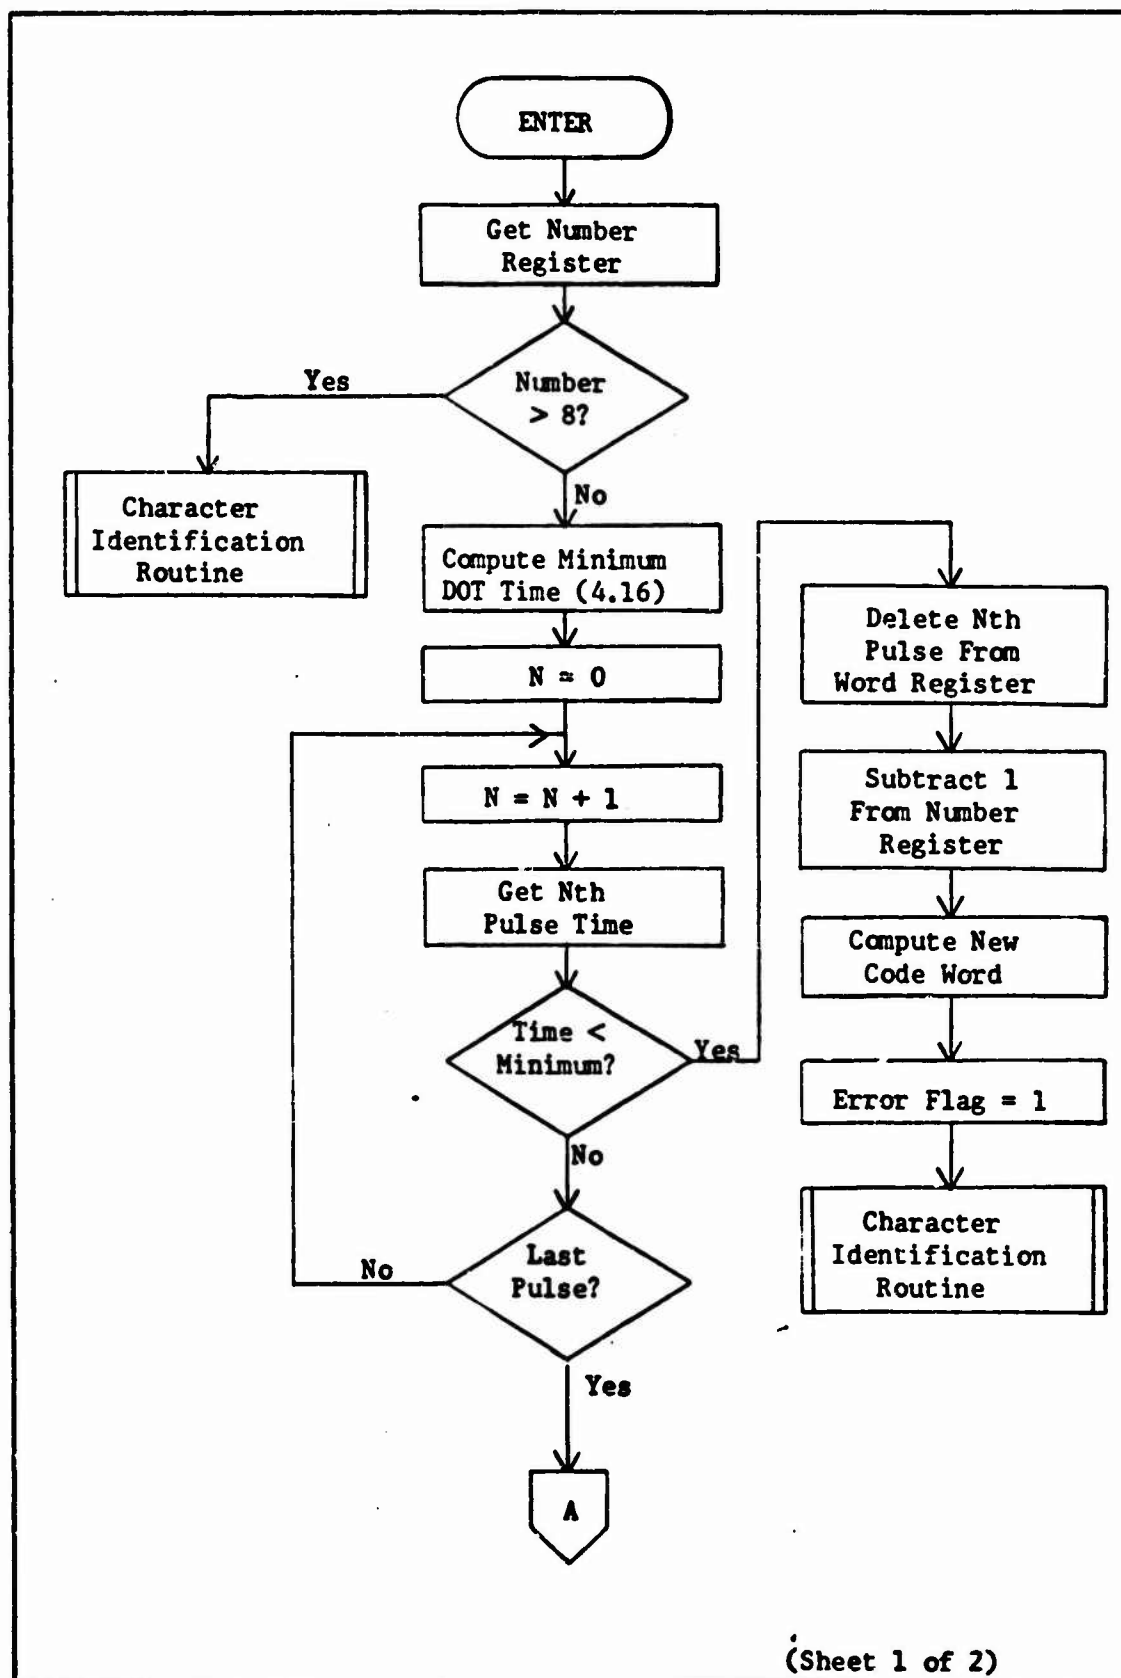 ENTER
Get Number
Register
Number
> 8?
Yes
No
Character
Identification
Routine
Compute Minimum
DOT Time (4.16)
N = 0
N = N + 1
Get Nth
Pulse Time
Time <
Minimum?
Yes
No
Last
Pulse?
No
Yes
A
Delete Nth
Pulse From
Word Register
Subtract 1
From Number
Register
Compute New
Code Word
Error Flag = 1
Character
Identification
Routine
(Sheet 1 of 2)